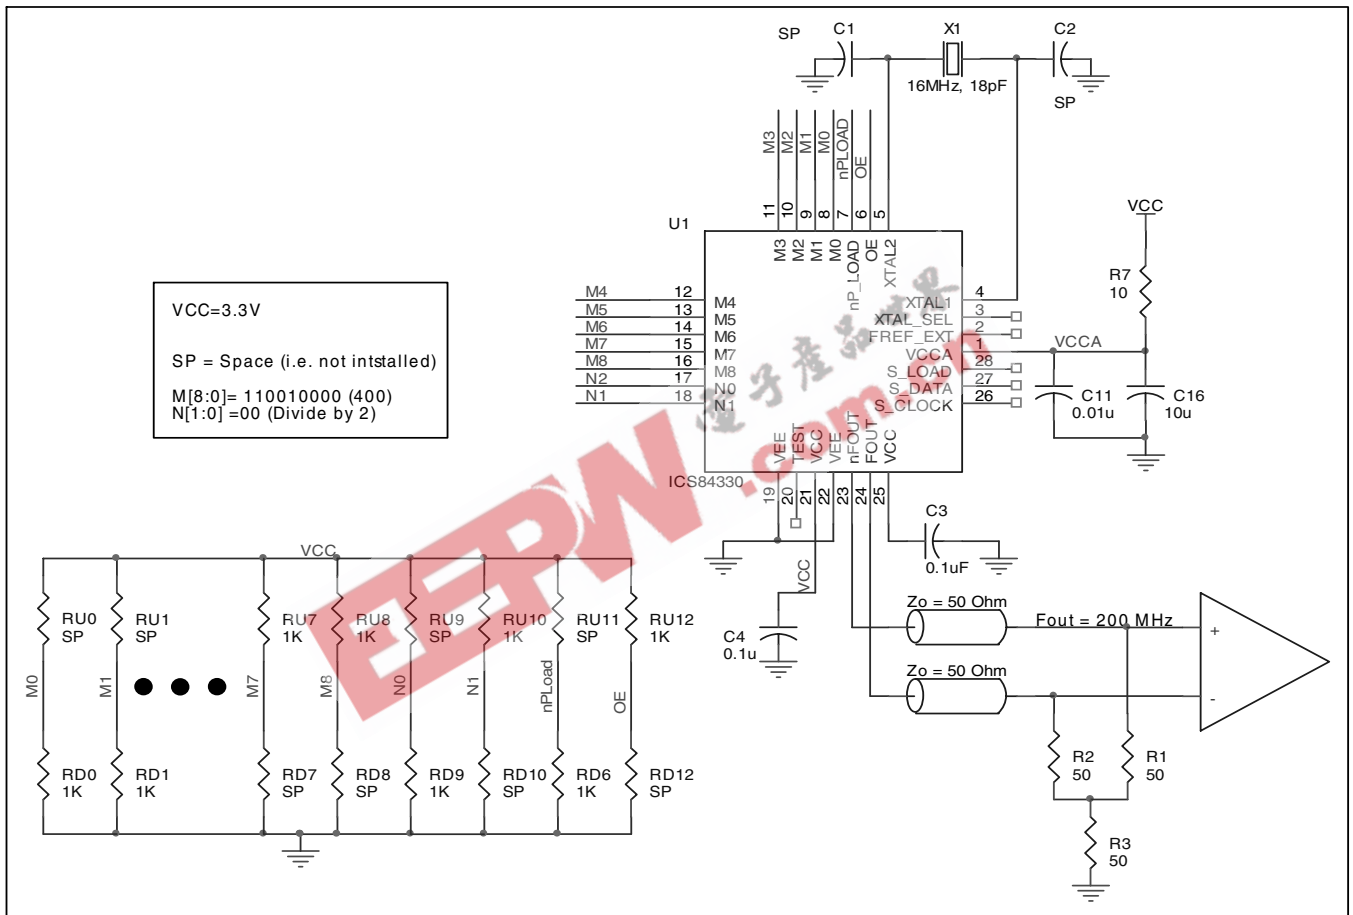 SP
C1
X1
C2
16MHz, 18pF
SP
M3
M2
M1
M0
nPLOAD
OE
11
10
9
8
7
6
5
U1
M3
M2
M1
M0
nP_LOAD
OE
XTAL2
VCC
R7
10
VCC=3.3V
SP = Space (i.e. not intstalled)
M[8:0]= 110010000 (400)
N[1:0] =00 (Divide by 2)
M4 12 M4
M5 13 M5
M6 14 M6
M7 15 M7
M8 16 M8
N2 17 N0
N1 18 N1
XTAL1 4
XTAL_SEL 3
FREF_EXT 2
VCCA 1 VCCA
S_LOAD 28
S_DATA 27
S_CLOCK 26
C11
0.01u
C16
10u
VEE
TEST
VCC
VEE
nFOUT
FOUT
VCC
ICS84330
19
20
21
22
23
24
25
電子產品世界
EEPW.com.cn
C3
0.1uF
VCC
C4
0.1u
Zo = 50 Ohm
Fout = 200 MHz
Zo = 50 Ohm
+
-
R2
50
R1
50
R3
50
VCC
RU0
SP
RU1
SP
RU7
1K
RU8
1K
RU9
SP
RU10
1K
RU11
SP
RU12
1K
M0
M1
M7
M8
N0
N1
nPLoad
OE
RD0
1K
RD1
1K
RD7
SP
RD8
SP
RD9
1K
RD10
SP
RD6
1K
RD12
SP